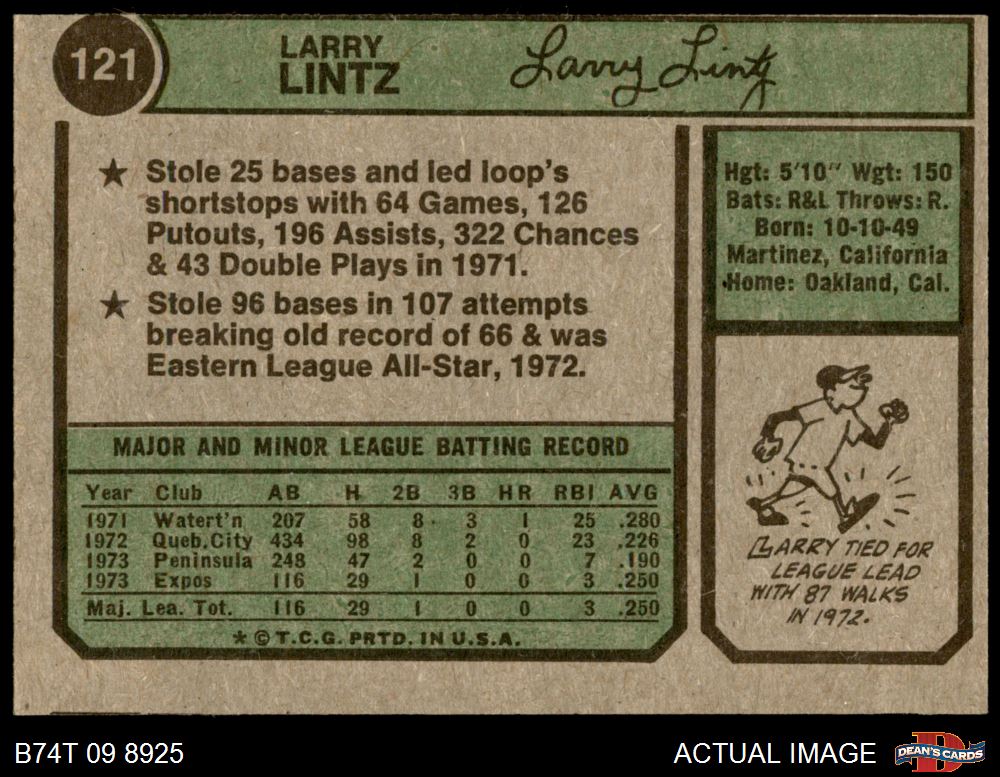 121
LARRY
LINTZ
Larry Lintz
★ Stole 25 bases and led loop's
shortstops with 64 Games, 126
Putouts, 196 Assists, 322 Chances
& 43 Double Plays in 1971.
★ Stole 96 bases in 107 attempts
breaking old record of 66 & was
Eastern League All-Star, 1972.
Hgt: 5'10" Wgt: 150
Bats: R&L Throws: R.
Born: 10-10-49
Martinez, California
Home: Oakland, Cal.
MAJOR AND MINOR LEAGUE BATTING RECORD
Year Club AB H 2B 3B HR RBI AVG
1971 Watert'n 207 58 8 3 1 25 .280
1972 Queb.City 434 98 8 2 0 23 .226
1973 Peninsula 248 47 2 0 0 7 .190
1973 Expos 116 29 1 0 0 3 .250
Maj. Lea. Tot. 116 29 1 0 0 3 .250
* © T.C.G. PRTD. IN U.S.A.
LARRY TIED FOR
LEAGUE LEAD
WITH 87 WALKS
IN 1972.
B74T 09 8925
ACTUAL IMAGE
DEAN'S CARDS